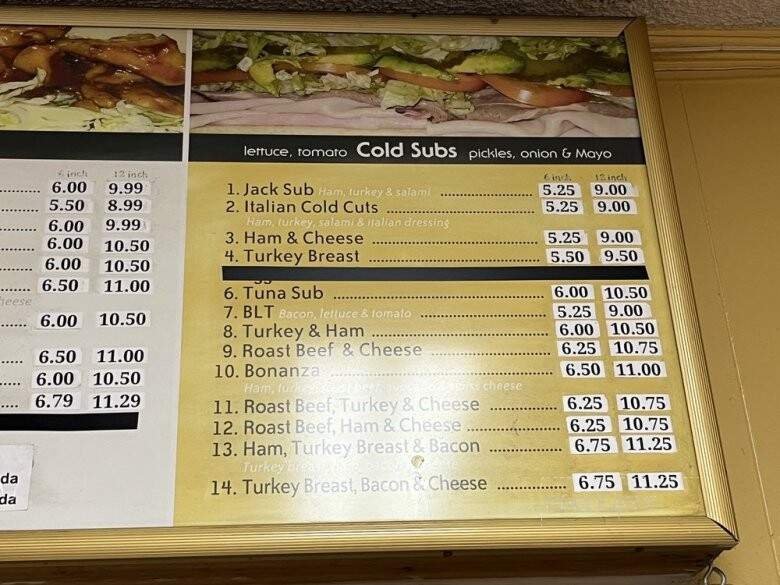 6 inch 12 inch
6.00 9.99
5.50 8.99
6.00 9.99
6.00 10.50
6.00 10.50
6.50 11.00
heese
6.00 10.50
6.50 11.00
6.00 10.50
6.79 11.29
da
da
lettuce, tomato Cold Subs pickles, onion & Mayo
6 inch 12 inch
1. Jack Sub Ham, turkey & salami 5.25 9.00
2. Italian Cold Cuts 5.25 9.00
Ham, turkey, salami & italian dressing
3. Ham & Cheese 5.25 9.00
4. Turkey Breast 5.50 9.50
6. Tuna Sub 6.00 10.50
7. BLT Bacon, lettuce & tomato 5.25 9.00
8. Turkey & Ham 6.00 10.50
9. Roast Beef & Cheese 6.25 10.75
10. Bonanza 6.50 11.00
Ham, turkey, cheese
11. Roast Beef, Turkey & Cheese 6.25 10.75
12. Roast Beef, Ham & Cheese 6.25 10.75
13. Ham, Turkey Breast & Bacon 6.75 11.25
Turkey
14. Turkey Breast, Bacon & Cheese 6.75 11.25